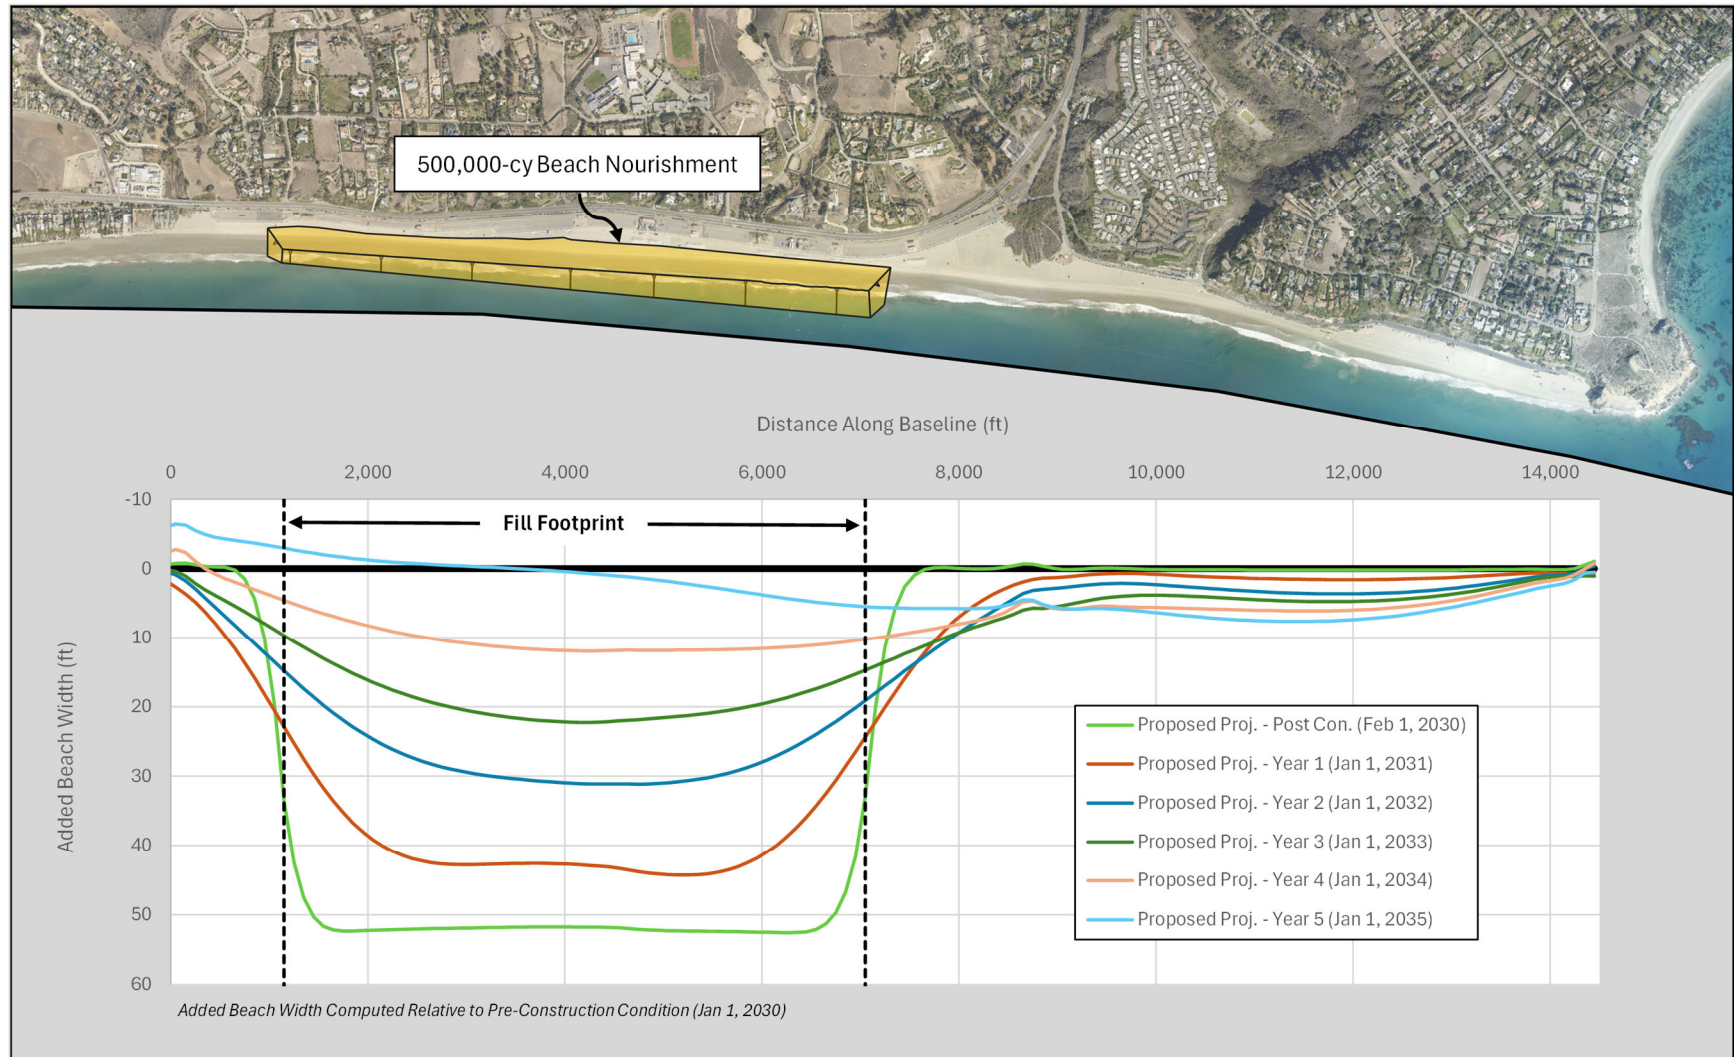 500,000-cy Beach Nourishment
Distance Along Baseline (ft)
0 2,000 4,000 6,000 8,000 10,000 12,000 14,000
-10
Fill Footprint
0
10
20
30
40
50
60
Added Beach Width (ft)
Proposed Proj. - Post Con. (Feb 1, 2030)
Proposed Proj. - Year 1 (Jan 1, 2031)
Proposed Proj. - Year 2 (Jan 1, 2032)
Proposed Proj. - Year 3 (Jan 1, 2033)
Proposed Proj. - Year 4 (Jan 1, 2034)
Proposed Proj. - Year 5 (Jan 1, 2035)
Added Beach Width Computed Relative to Pre-Construction Condition (Jan 1, 2030)